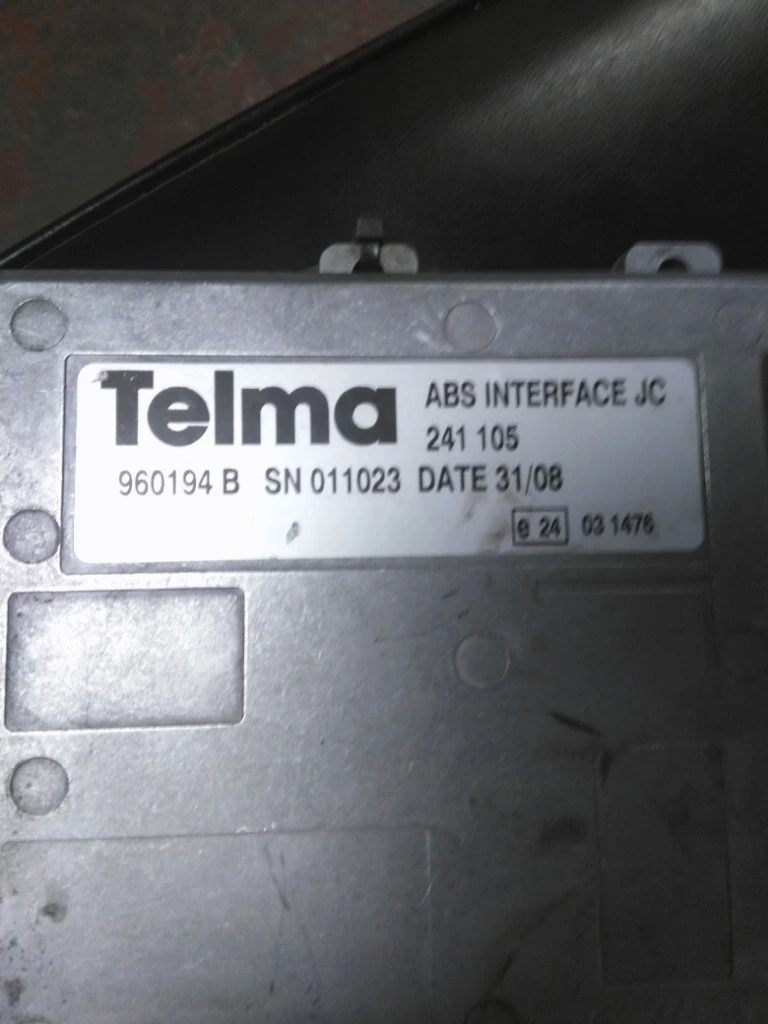 Telma
ABS INTERFACE JC
241 105
960194 B SN 011023 DATE 31/08
e 24 03 1476